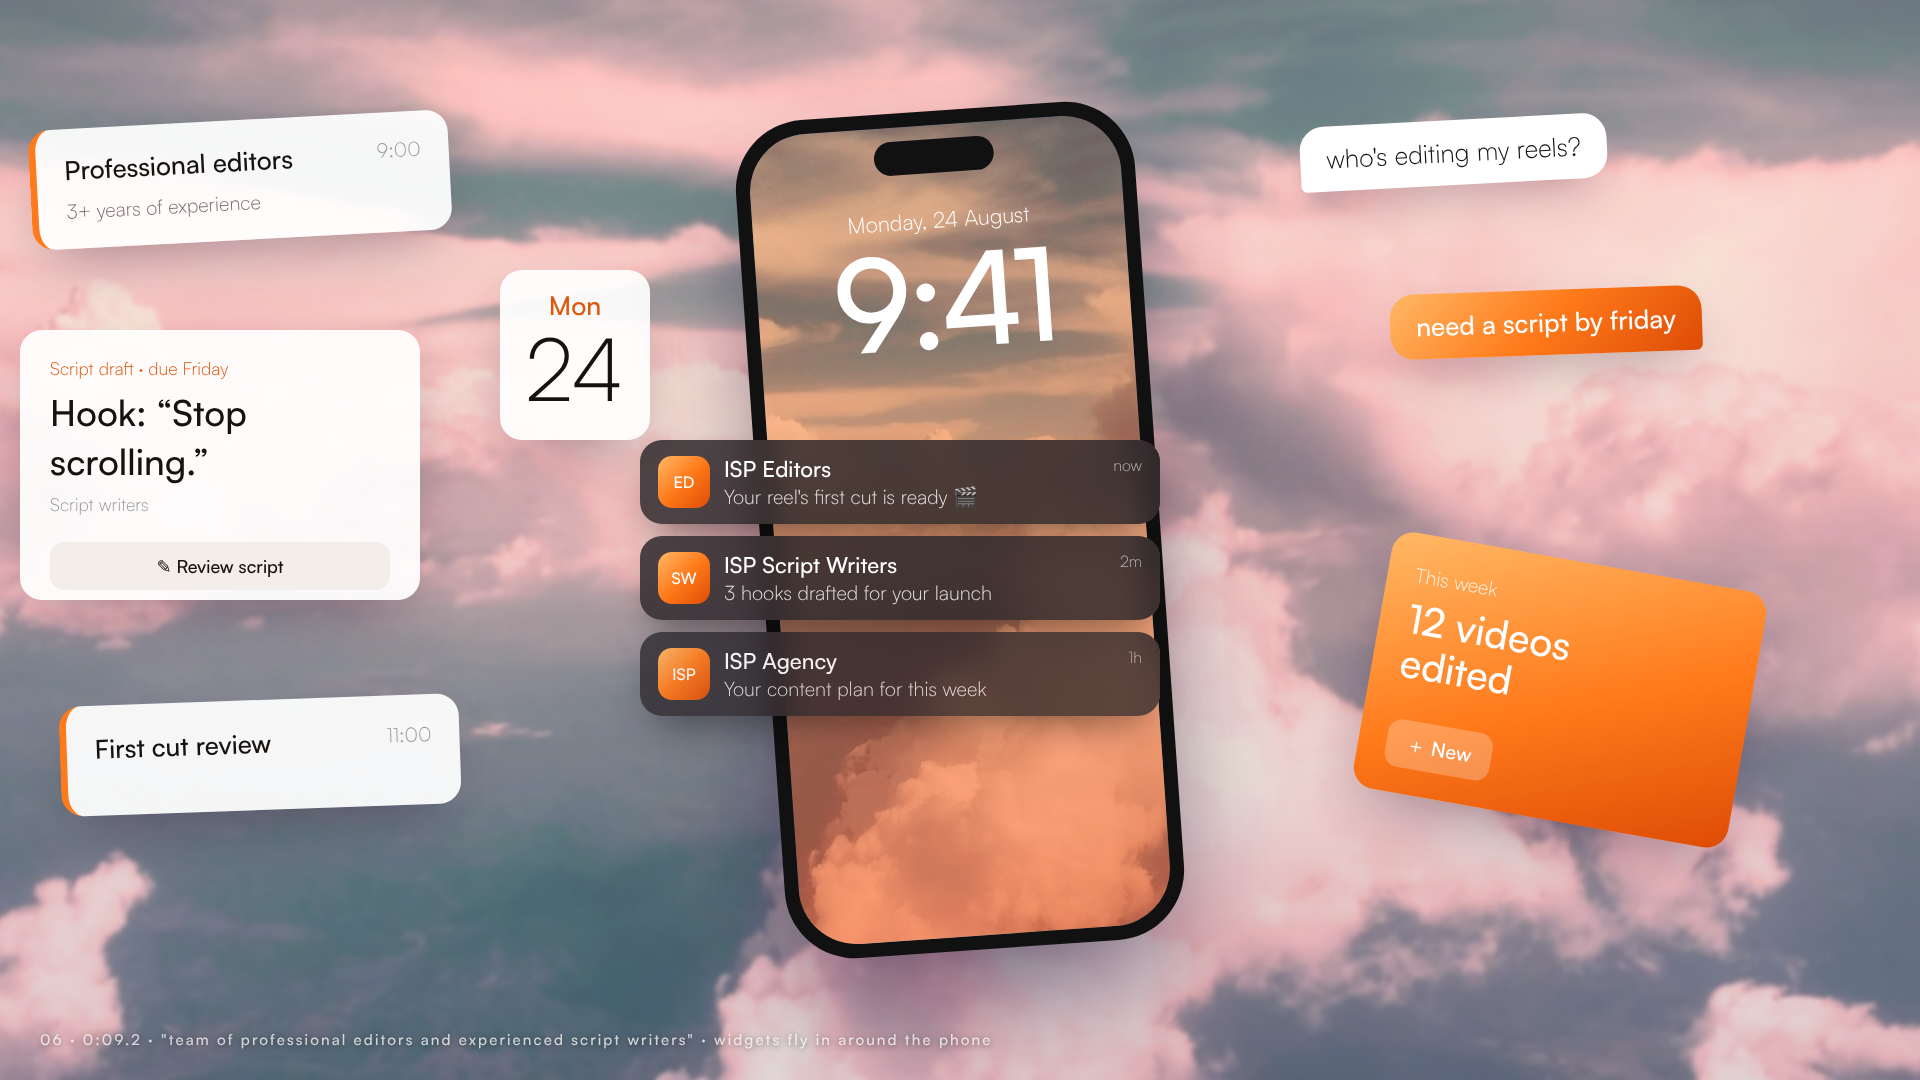 Professional editors
9:00
3+ years of experience
Script draft · due Friday
Hook: “Stop
scrolling.”
Script writers
✎ Review script
First cut review
11:00
Mon
24
Monday, 24 August
9:41
ED
ISP Editors
now
Your reel's first cut is ready 🎬
SW
ISP Script Writers
2m
3 hooks drafted for your launch
ISP
ISP Agency
1h
Your content plan for this week
who's editing my reels?
need a script by friday
This week
12 videos
edited
+ New
06 · 0:09.2 · "team of professional editors and experienced script writers" · widgets fly in around the phone